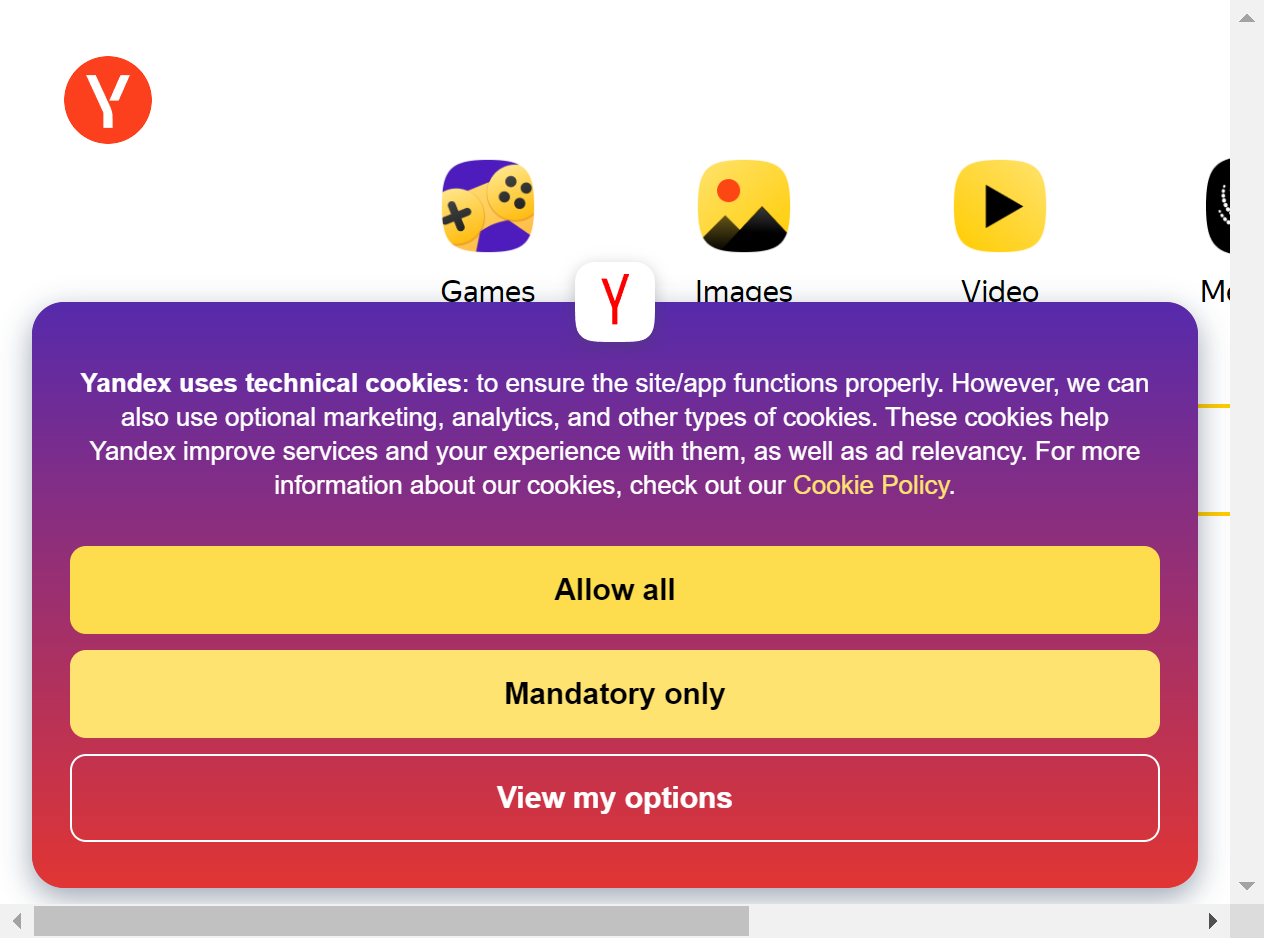 Games
Images
Video
Yandex uses technical cookies: to ensure the site/app functions properly. However, we can
also use optional marketing, analytics, and other types of cookies. These cookies help
Yandex improve services and your experience with them, as well as ad relevancy. For more
information about our cookies, check out our Cookie Policy.
Allow all
Mandatory only
View my options